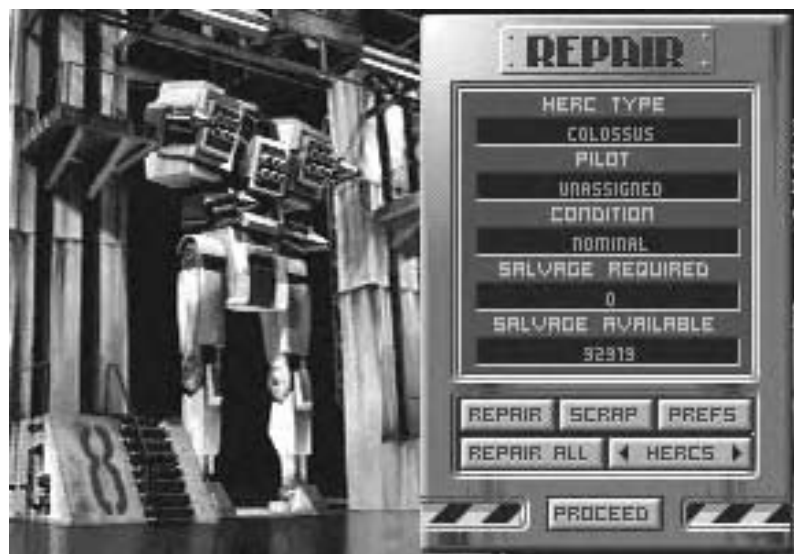 REPAIR
HERC TYPE
COLOSSUS
PILOT
UNASSIGNED
CONDITION
NOMINAL
SALVAGE REQUIRED
0
SALVAGE AVAILABLE
92979
REPAIR SCRAP PREFS
REPAIR ALL HERCS
PROCEED
8